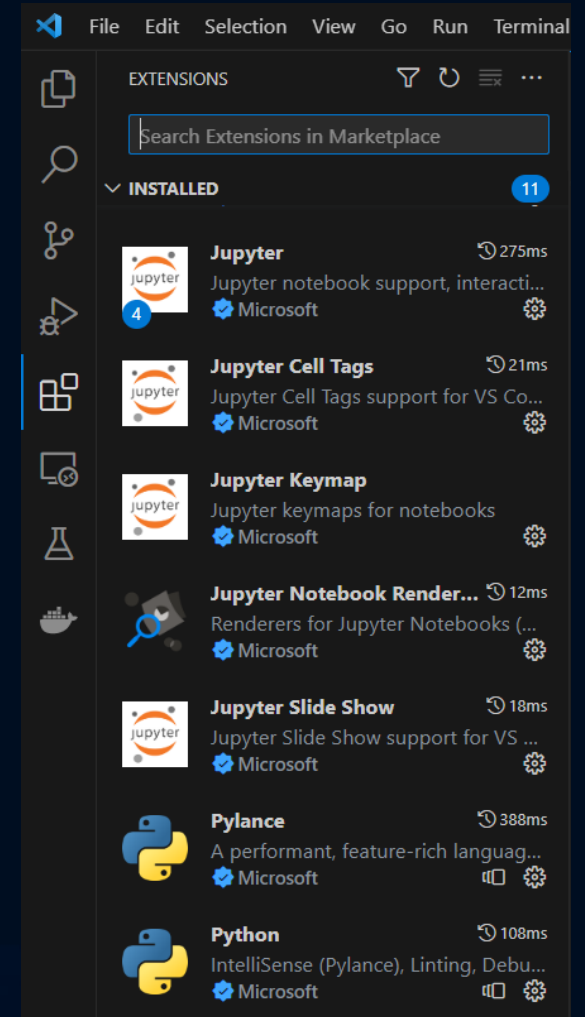 File Edit Selection View Go Run Terminal
EXTENSIONS
Search Extensions in Marketplace
INSTALLED 11
Jupyter 275ms
Jupyter notebook support, interacti...
Microsoft
jupyter
4
Jupyter Cell Tags 21ms
Jupyter Cell Tags support for VS Co...
Microsoft
jupyter
Jupyter Keymap
Jupyter keymaps for notebooks
Microsoft
jupyter
Jupyter Notebook Render... 12ms
Renderers for Jupyter Notebooks (...
Microsoft
Jupyter Slide Show 18ms
Jupyter Slide Show support for VS ...
Microsoft
jupyter
Pylance 388ms
A performant, feature-rich languag...
Microsoft
Python 108ms
IntelliSense (Pylance), Linting, Debu...
Microsoft